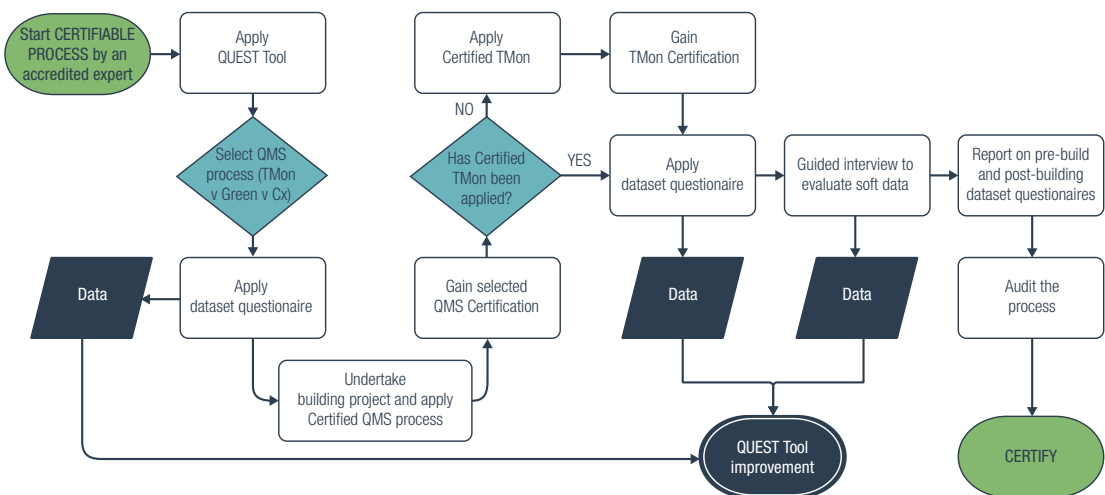 Start CERTIFIABLE
PROCESS by an
accredited expert
Apply
QUEST Tool
Select QMS
process (TMon
v Green v Cx)
Apply
dataset questionaire
Data
Undertake
building project and apply
Certified QMS process
Gain selected
QMS Certification
Has Certified
TMon been
applied?
NO
YES
Apply
Certified TMon
Gain
TMon Certification
Apply
dataset questionaire
Guided interview to
evaluate soft data
Report on pre-build
and post-building
dataset questionaires
Data
Data
Audit the
process
QUEST Tool
improvement
CERTIFY